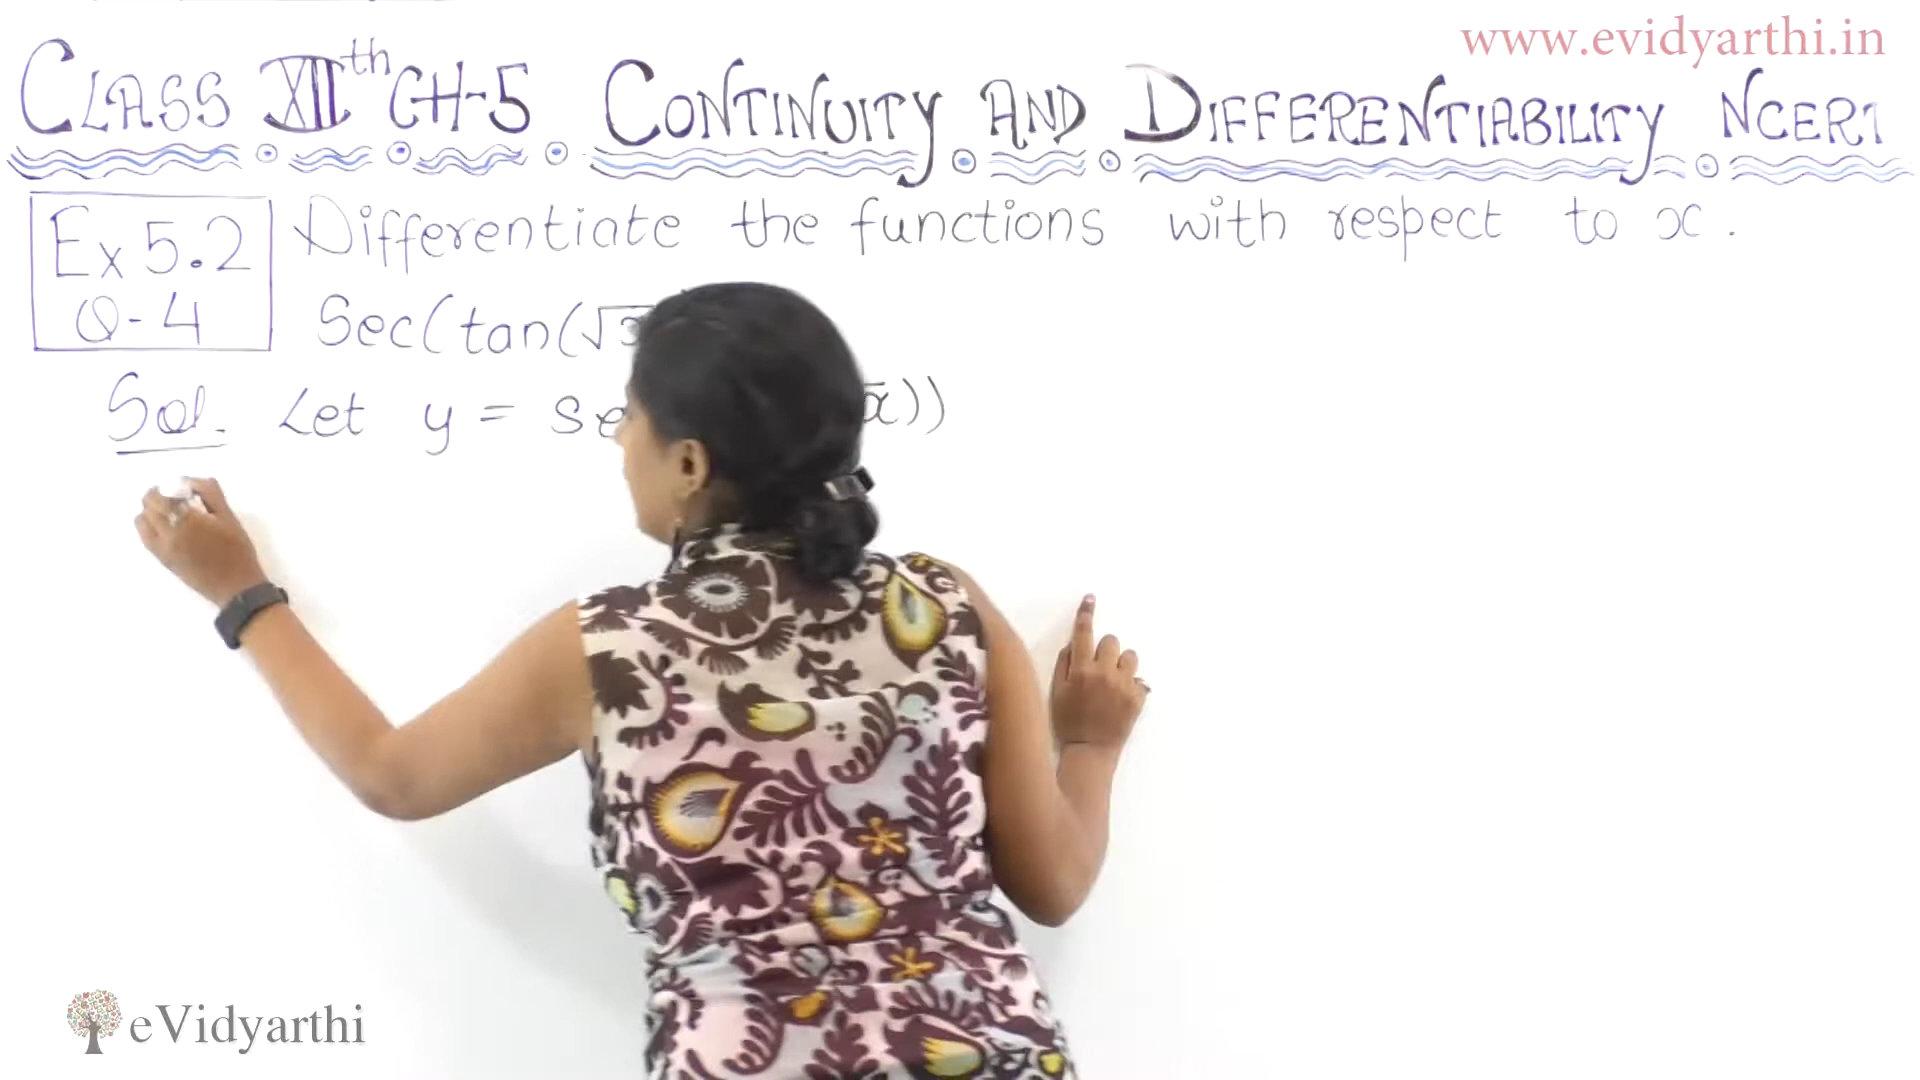 www.evidyarthi.in
CLASS XIIth CH-5. CONTINUITY AND DIFFERENTIABILITY NCERT
Ex 5.2
Q-4
Differentiate the functions with respect to x.
Sec(tan(√
Sol. Let y = se x))
eVidyarthi